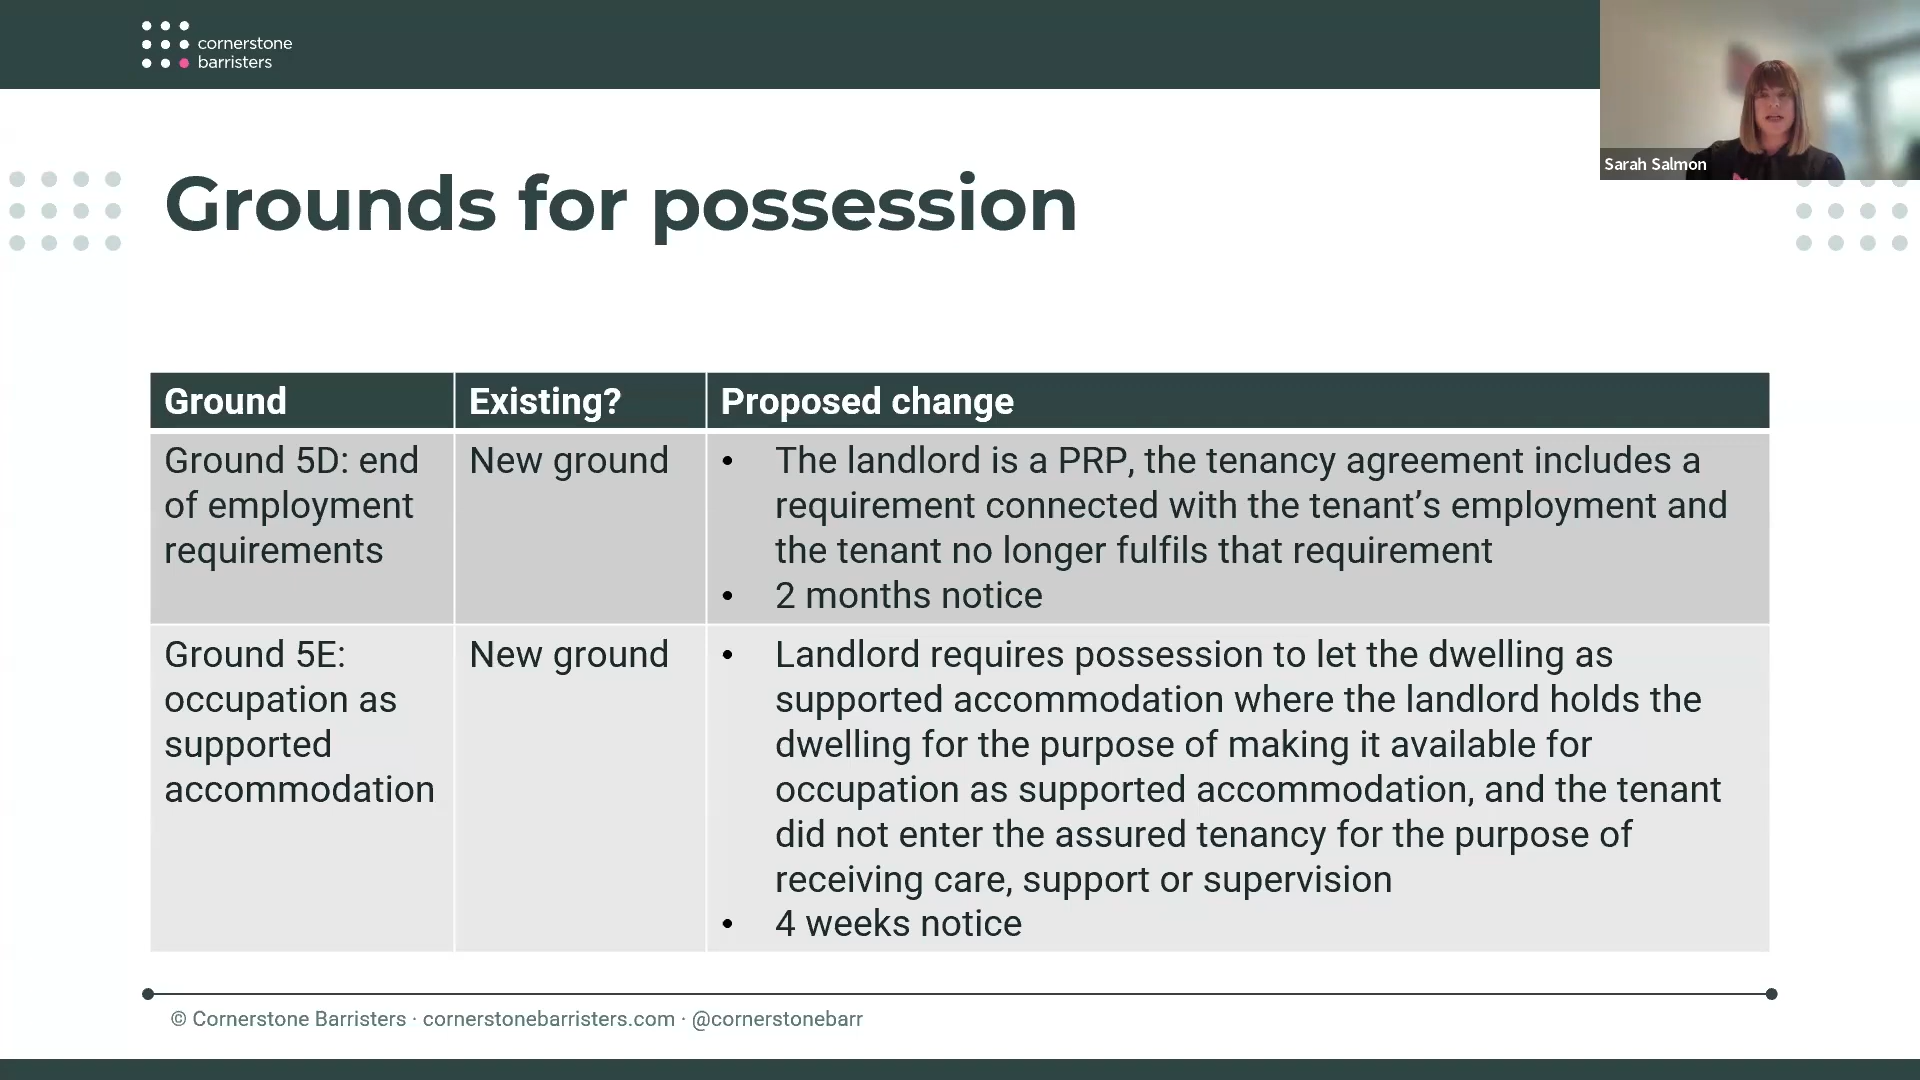 cornerstone
barristers
Sarah Salmon
Grounds for possession
Ground
Existing?
Proposed change
Ground 5D: end
of employment
requirements
New ground
• The landlord is a PRP, the tenancy agreement includes a
requirement connected with the tenant’s employment and
the tenant no longer fulfils that requirement
• 2 months notice
Ground 5E:
occupation as
supported
accommodation
New ground
• Landlord requires possession to let the dwelling as
supported accommodation where the landlord holds the
dwelling for the purpose of making it available for
occupation as supported accommodation, and the tenant
did not enter the assured tenancy for the purpose of
receiving care, support or supervision
• 4 weeks notice
© Cornerstone Barristers · cornerstonebarristers.com · @cornerstonebarr